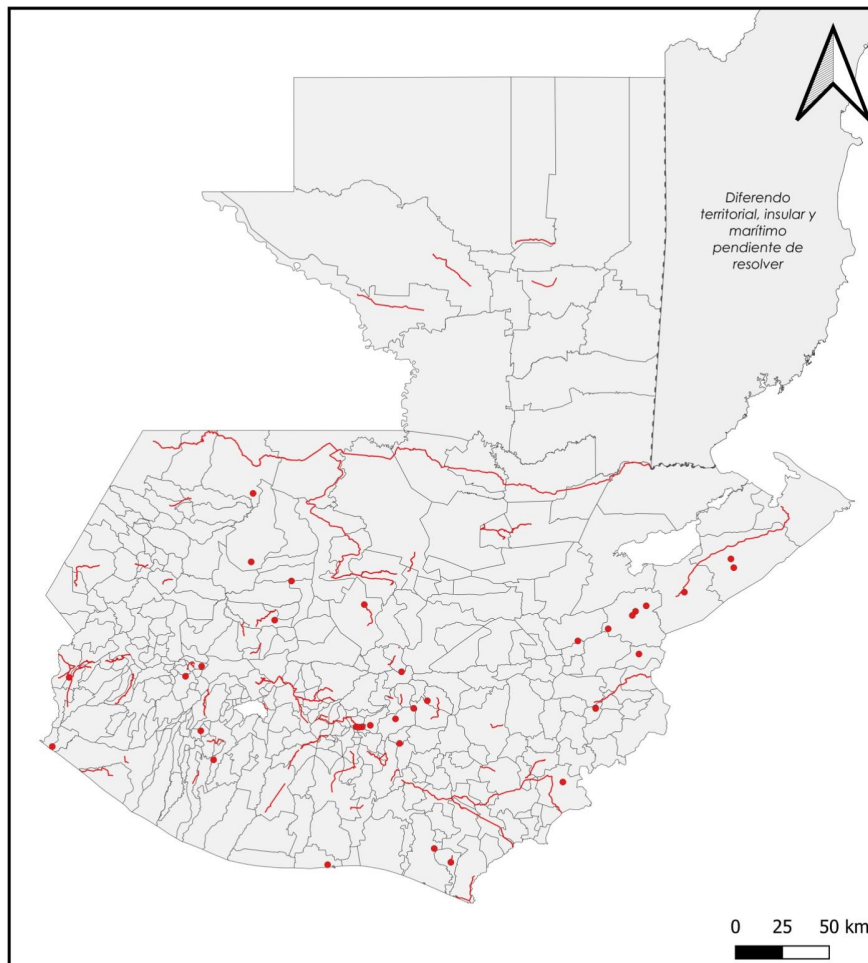 Diferendo
territorial, insular y
marítimo
pendiente de
resolver
0 25 50 km